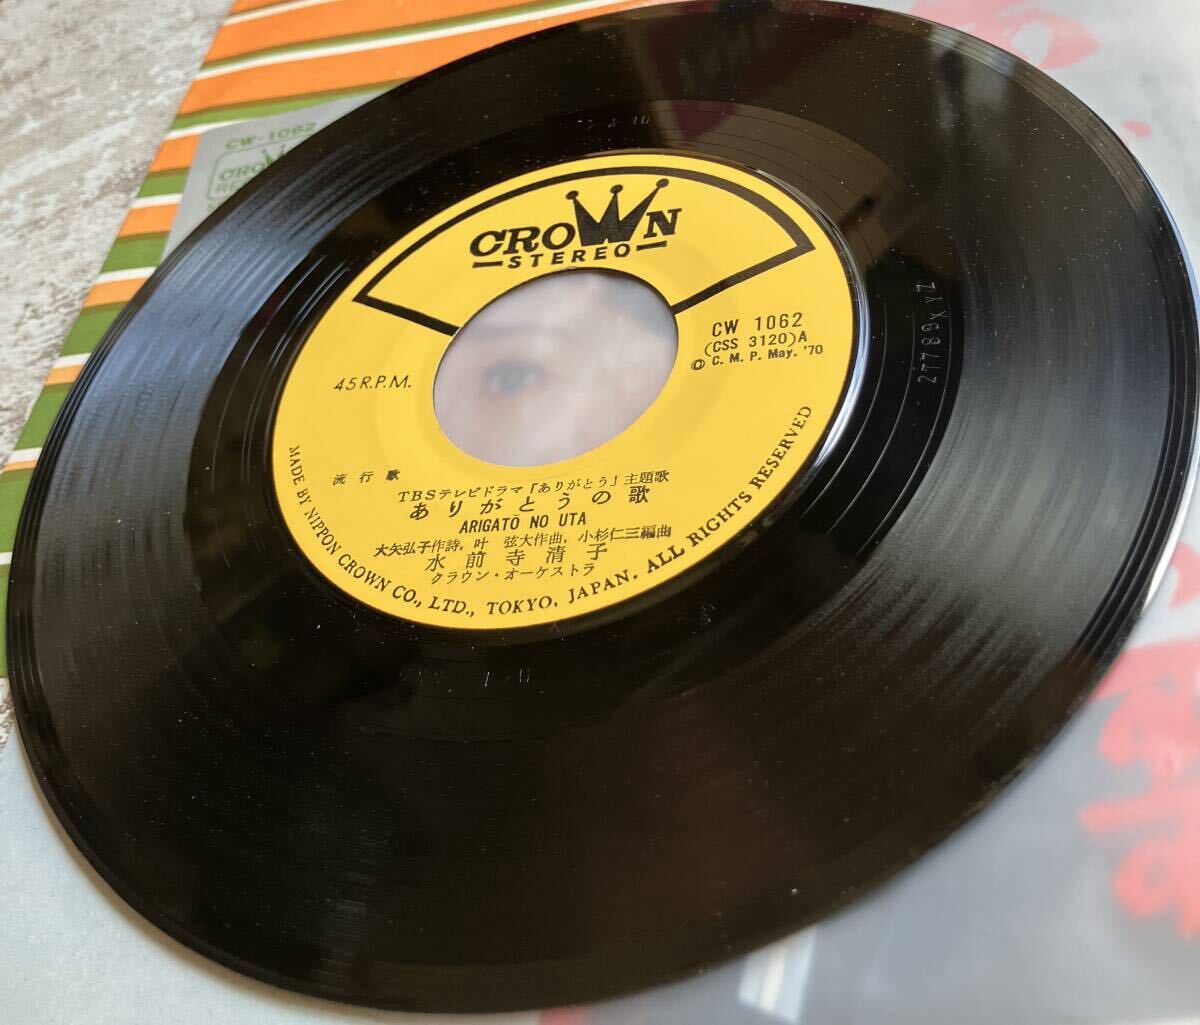 CW-1062
CROWN
STEREO
CW 1062
(CSS 3120)A
© C. M. P. May. '70
45 R.P.M.
流行歌
TBSテレビドラマ「ありがとう」主題歌
ありがとうの歌
ARIGATŌ NO UTA
大矢弘子作詩, 叶 弦大作曲, 小杉仁三編曲
水前寺清子
クラウン・オーケストラ
MADE BY NIPPON CROWN CO., LTD., TOKYO, JAPAN. ALL RIGHTS RESERVED